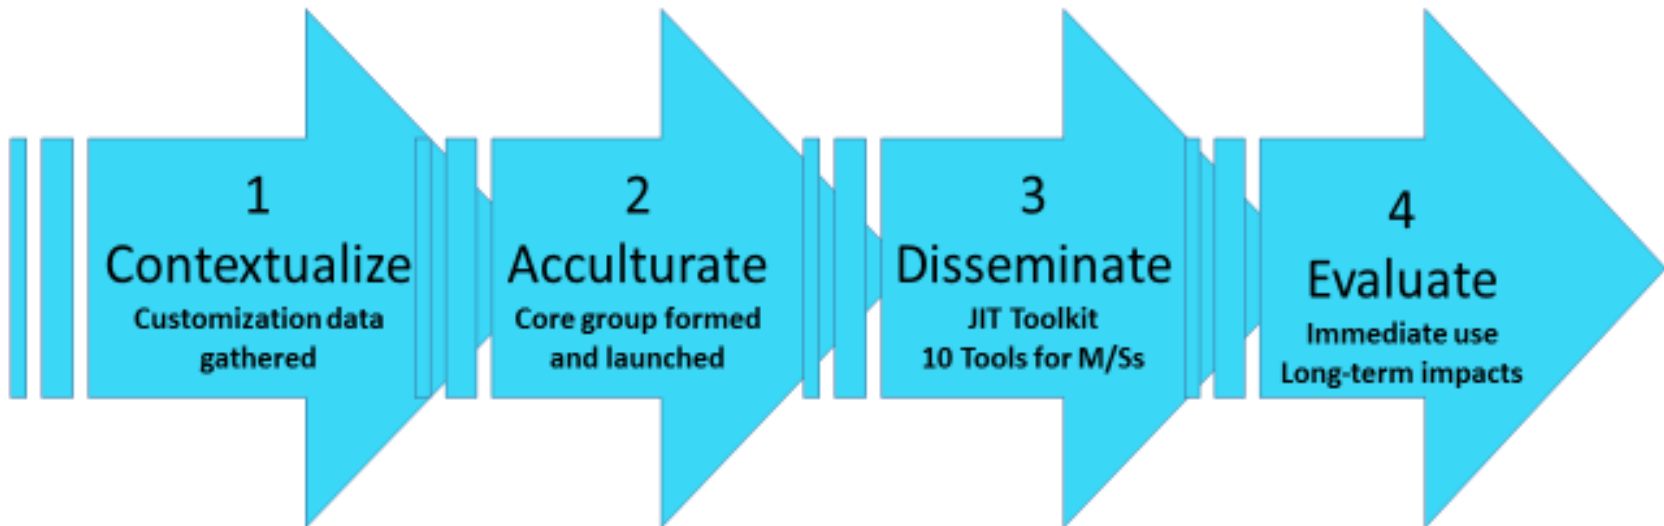 1
Contextualize
Customization data
gathered
2
Acculturate
Core group formed
and launched
3
Disseminate
JIT Toolkit
10 Tools for M/Ss
4
Evaluate
Immediate use
Long-term impacts